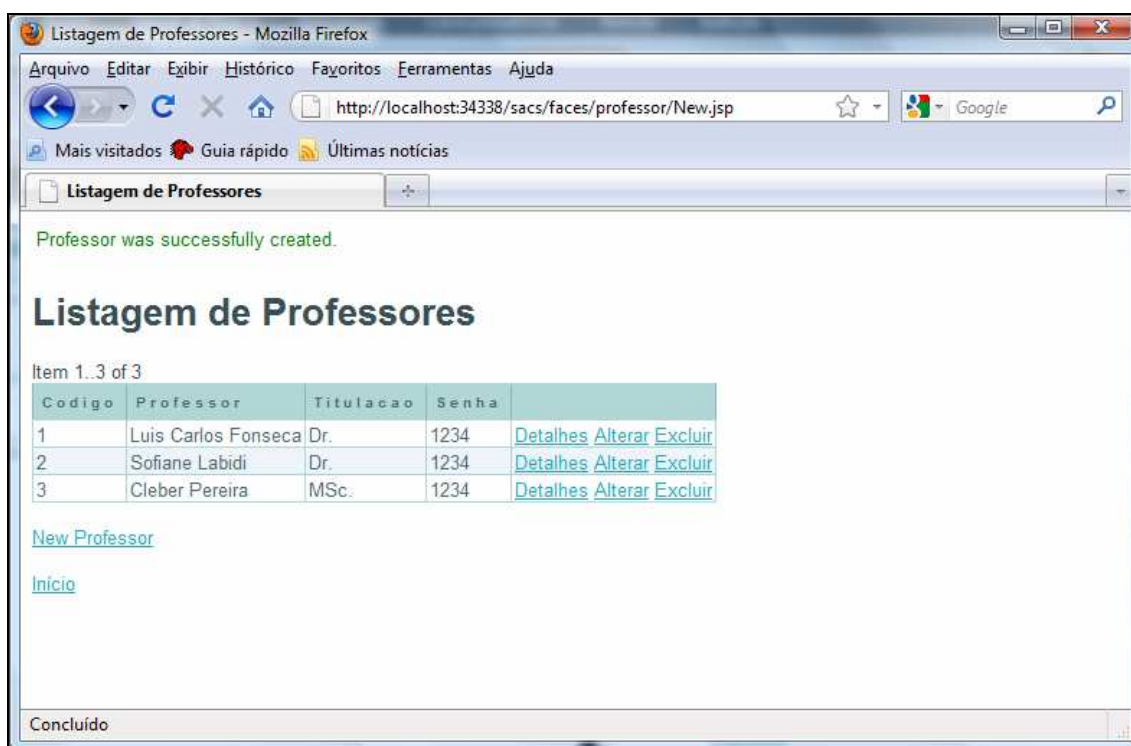 Listagem de Professores - Mozilla Firefox
Arquivo Editar Exibir Histórico Favoritos Ferramentas Ajuda
http://localhost:34338/sacs/faces/professor/New.jsp Google
Mais visitados Guia rápido Últimas notícias
Listagem de Professores
Professor was successfully created.
Listagem de Professores
Item 1..3 of 3
Codigo Professor Titulacao Senha
1 Luis Carlos Fonseca Dr. 1234 Detalhes Alterar Excluir
2 Sofiane Labidi Dr. 1234 Detalhes Alterar Excluir
3 Cleber Pereira MSc. 1234 Detalhes Alterar Excluir
New Professor
Início
Concluído